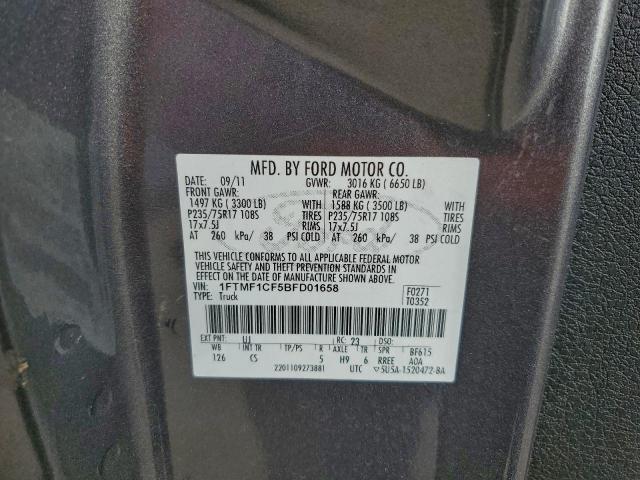 MFD. BY FORD MOTOR CO.
DATE: 09/11 GVWR: 3016 KG ( 6650 LB)
FRONT GAWR: REAR GAWR:
1497 KG ( 3300 LB) WITH 1588 KG ( 3500 LB) WITH
P235/75R17 108S TIRES P235/75R17 108S TIRES
17x7.5J RIMS 17x7.5J RIMS
AT 260 kPa/ 38 PSI COLD AT 260 kPa/ 38 PSI COLD
THIS VEHICLE CONFORMS TO ALL APPLICABLE FEDERAL MOTOR
VEHICLE SAFETY AND THEFT PREVENTION STANDARDS IN
EFFECT ON THE DATE OF MANUFACTURE SHOWN ABOVE.
VIN: 1FTMF1CF5BFD01658 F0271
TYPE: Truck T0352
EXT PNT: UJ RC: 23 DSO:
WB INT TR TP/PS R AXLE TR SPR BF615
126 CS 5 H9 6 RREE AOA
2201109273881 UTC 5U5A-1520472-BA